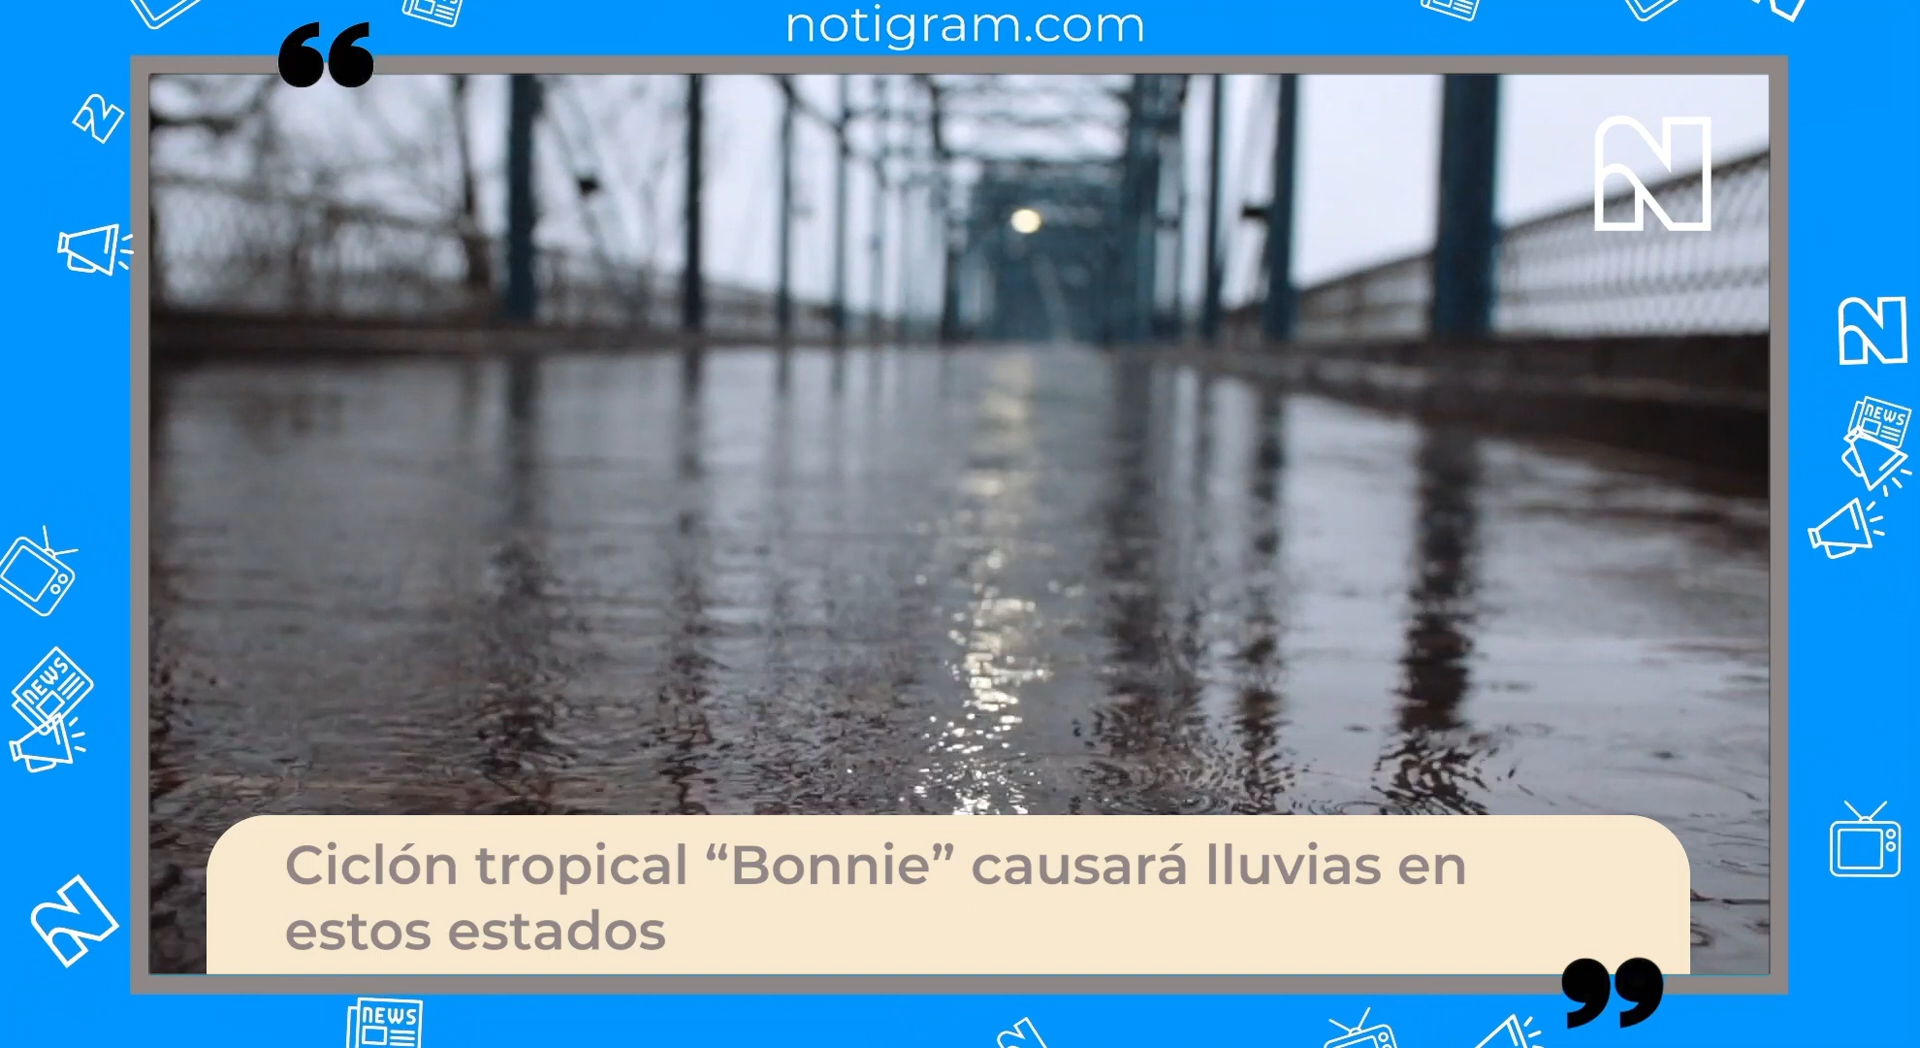 notigram.com
NEWS
NEWS
Ciclón tropical “Bonnie” causará lluvias en
estos estados
NEWS